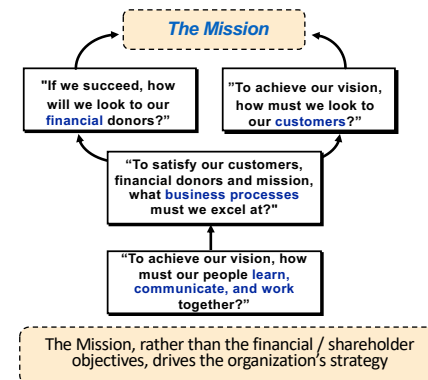 The Mission
"If we succeed, how
will we look to our
financial donors?”
”To achieve our vision,
how must we look to
our customers?”
“To satisfy our customers,
financial donors and mission,
what business processes
must we excel at?"
“To achieve our vision, how
must our people learn,
communicate, and work
together?”
The Mission, rather than the financial / shareholder
objectives, drives the organization’s strategy